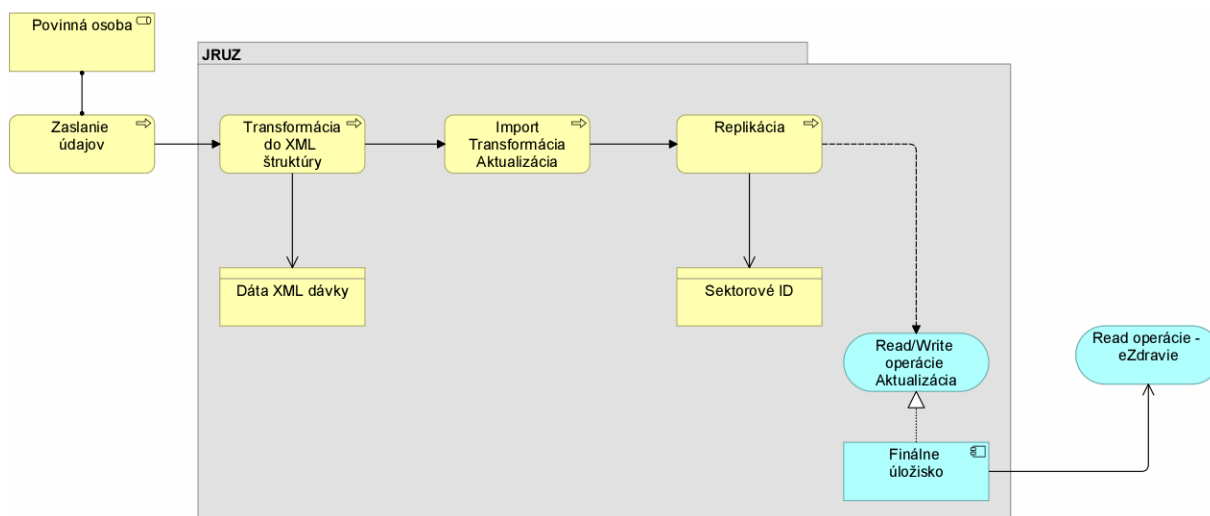 Povinná osoba
JRUZ
Zaslanie
údajov
Transformácia
do XML
štruktúry
Import
Transformácia
Aktualizácia
Replikácia
Dáta XML dávky
Sektorové ID
Read/Write
operácie
Aktualizácia
Read operácie -
eZdravie
Finálne
úložisko